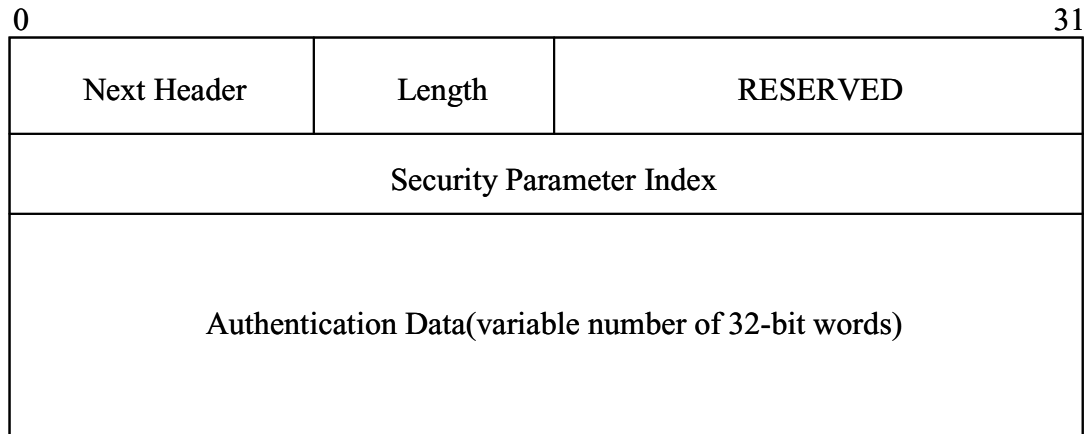 0 31
Next Header Length RESERVED
Security Parameter Index
Authentication Data(variable number of 32-bit words)